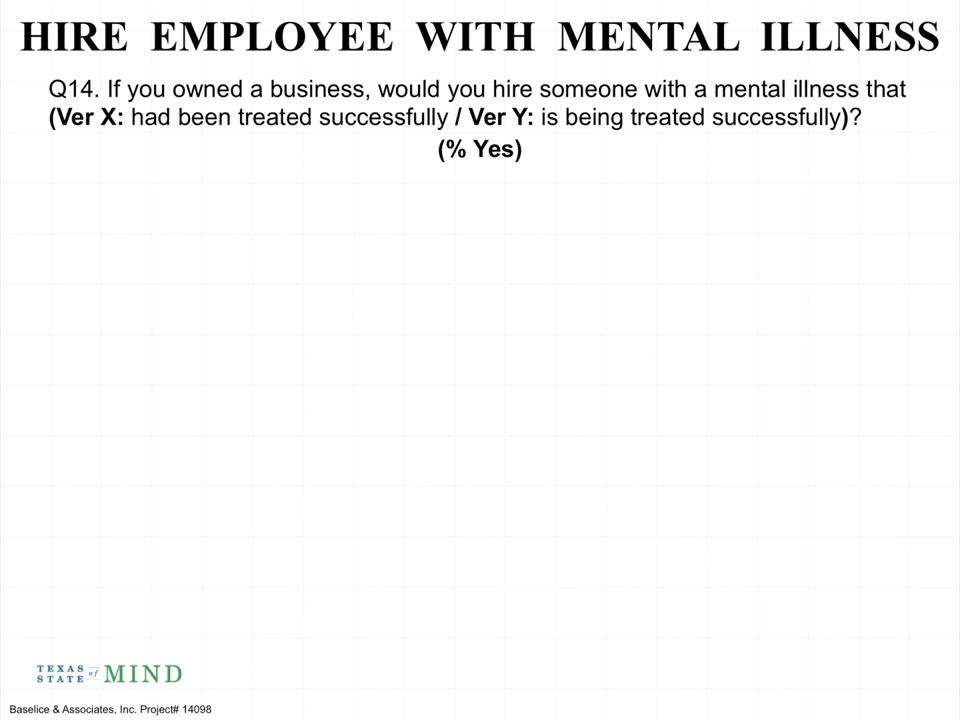 HIRE EMPLOYEE WITH MENTAL ILLNESS
Q14. If you owned a business, would you hire someone with a mental illness that
(Ver X: had been treated successfully / Ver Y: is being treated successfully)?
(% Yes)
TEXAS STATE of MIND
Baselice & Associates, Inc. Project# 14098